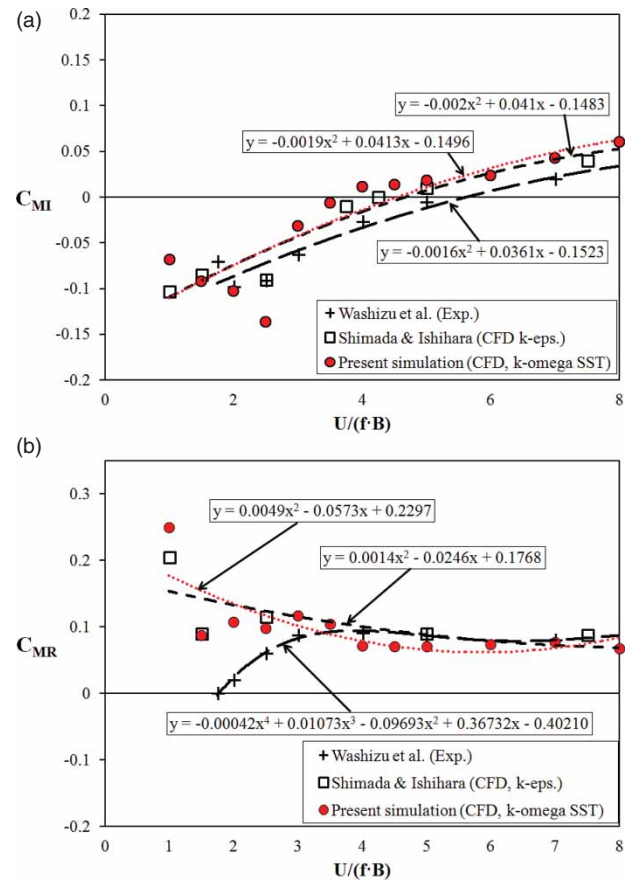 (a)
0.2
0.15
0.1
0.05
0
-0.05
-0.1
-0.15
-0.2
C_MI
y = -0.002x² + 0.041x - 0.1483
y = -0.0019x² + 0.0413x - 0.1496
y = -0.0016x² + 0.0361x - 0.1523
Washizu et al. (Exp.)
Shimada & Ishihara (CFD k-eps.)
Present simulation (CFD, k-omega SST)
0 2 4 6 8
U/(f·B)
(b)
0.3
0.2
0.1
0
-0.1
-0.2
C_MR
y = 0.0049x² - 0.0573x + 0.2297
y = 0.0014x² - 0.0246x + 0.1768
y = -0.00042x⁴ + 0.01073x³ - 0.09693x² + 0.36732x - 0.40210
Washizu et al. (Exp.)
Shimada & Ishihara (CFD, k-eps.)
Present simulation (CFD, k-omega SST)
0 1 2 3 4 5 6 7 8
U/(f·B)